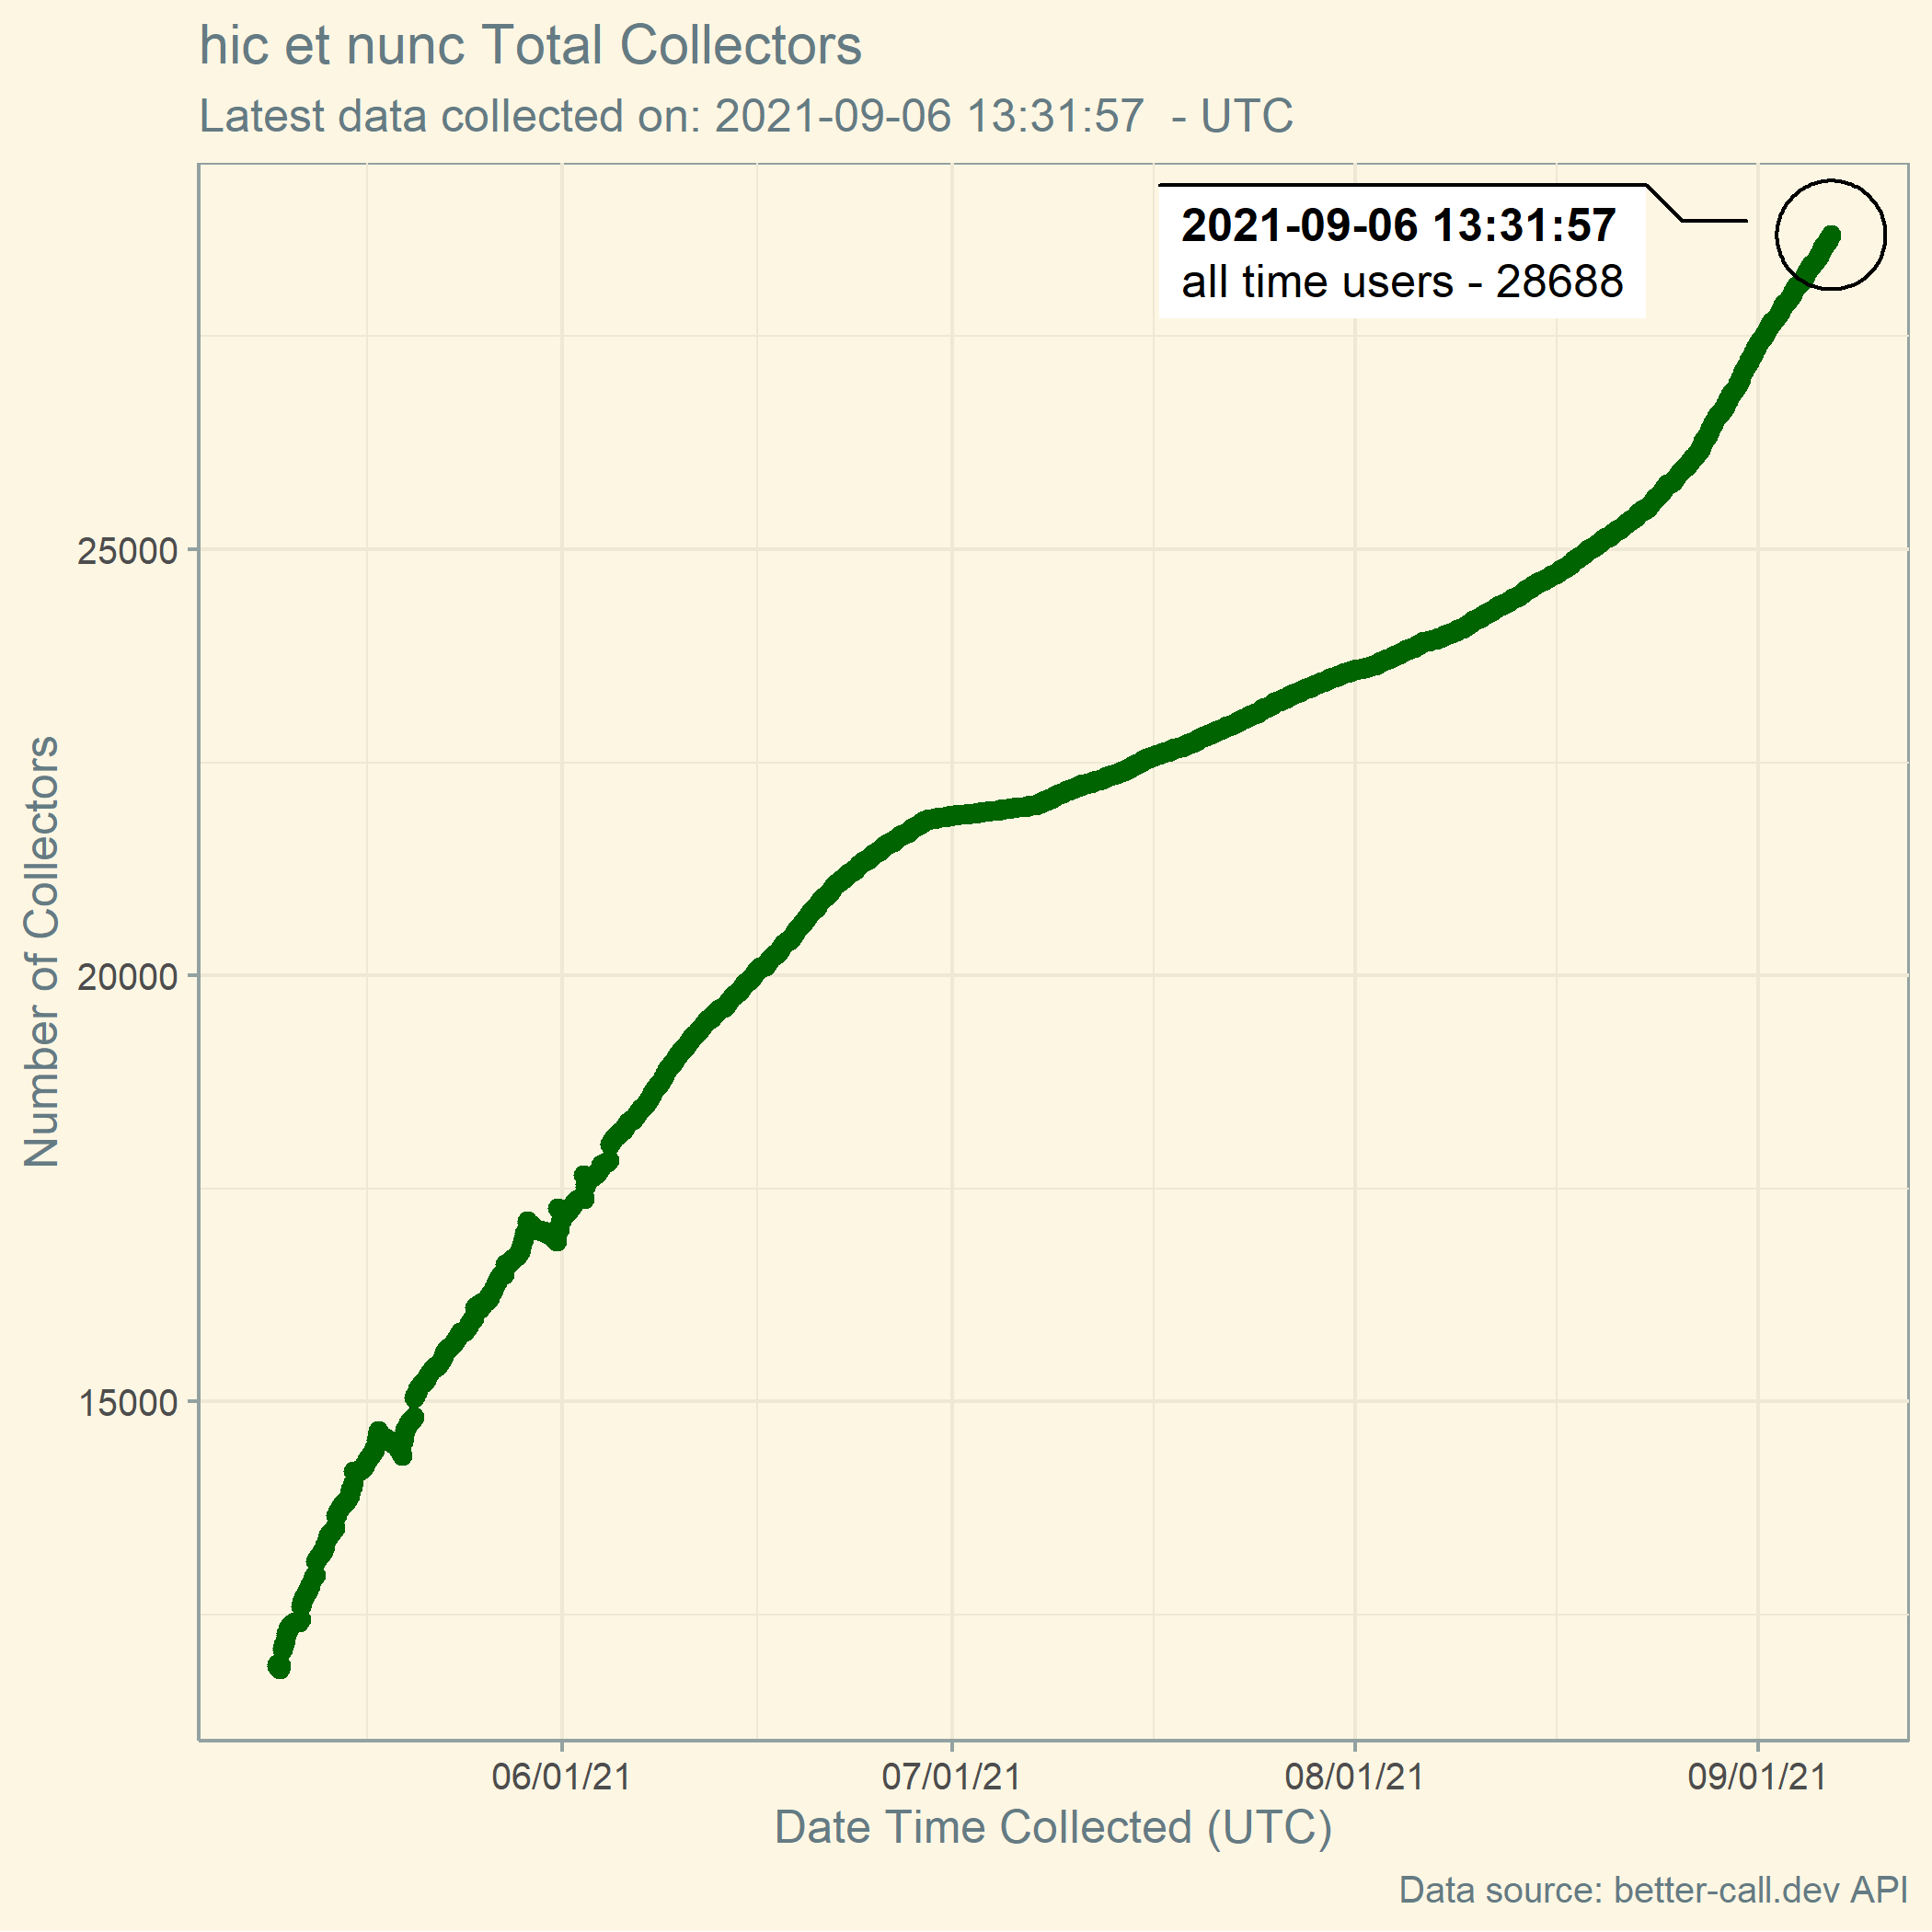 hic et nunc Total Collectors
Latest data collected on: 2021-09-06 13:31:57  - UTC
2021-09-06 13:31:57
all time users - 28688
Number of Collectors
25000
20000
15000
06/01/21
07/01/21
08/01/21
09/01/21
Date Time Collected (UTC)
Data source: better-call.dev API